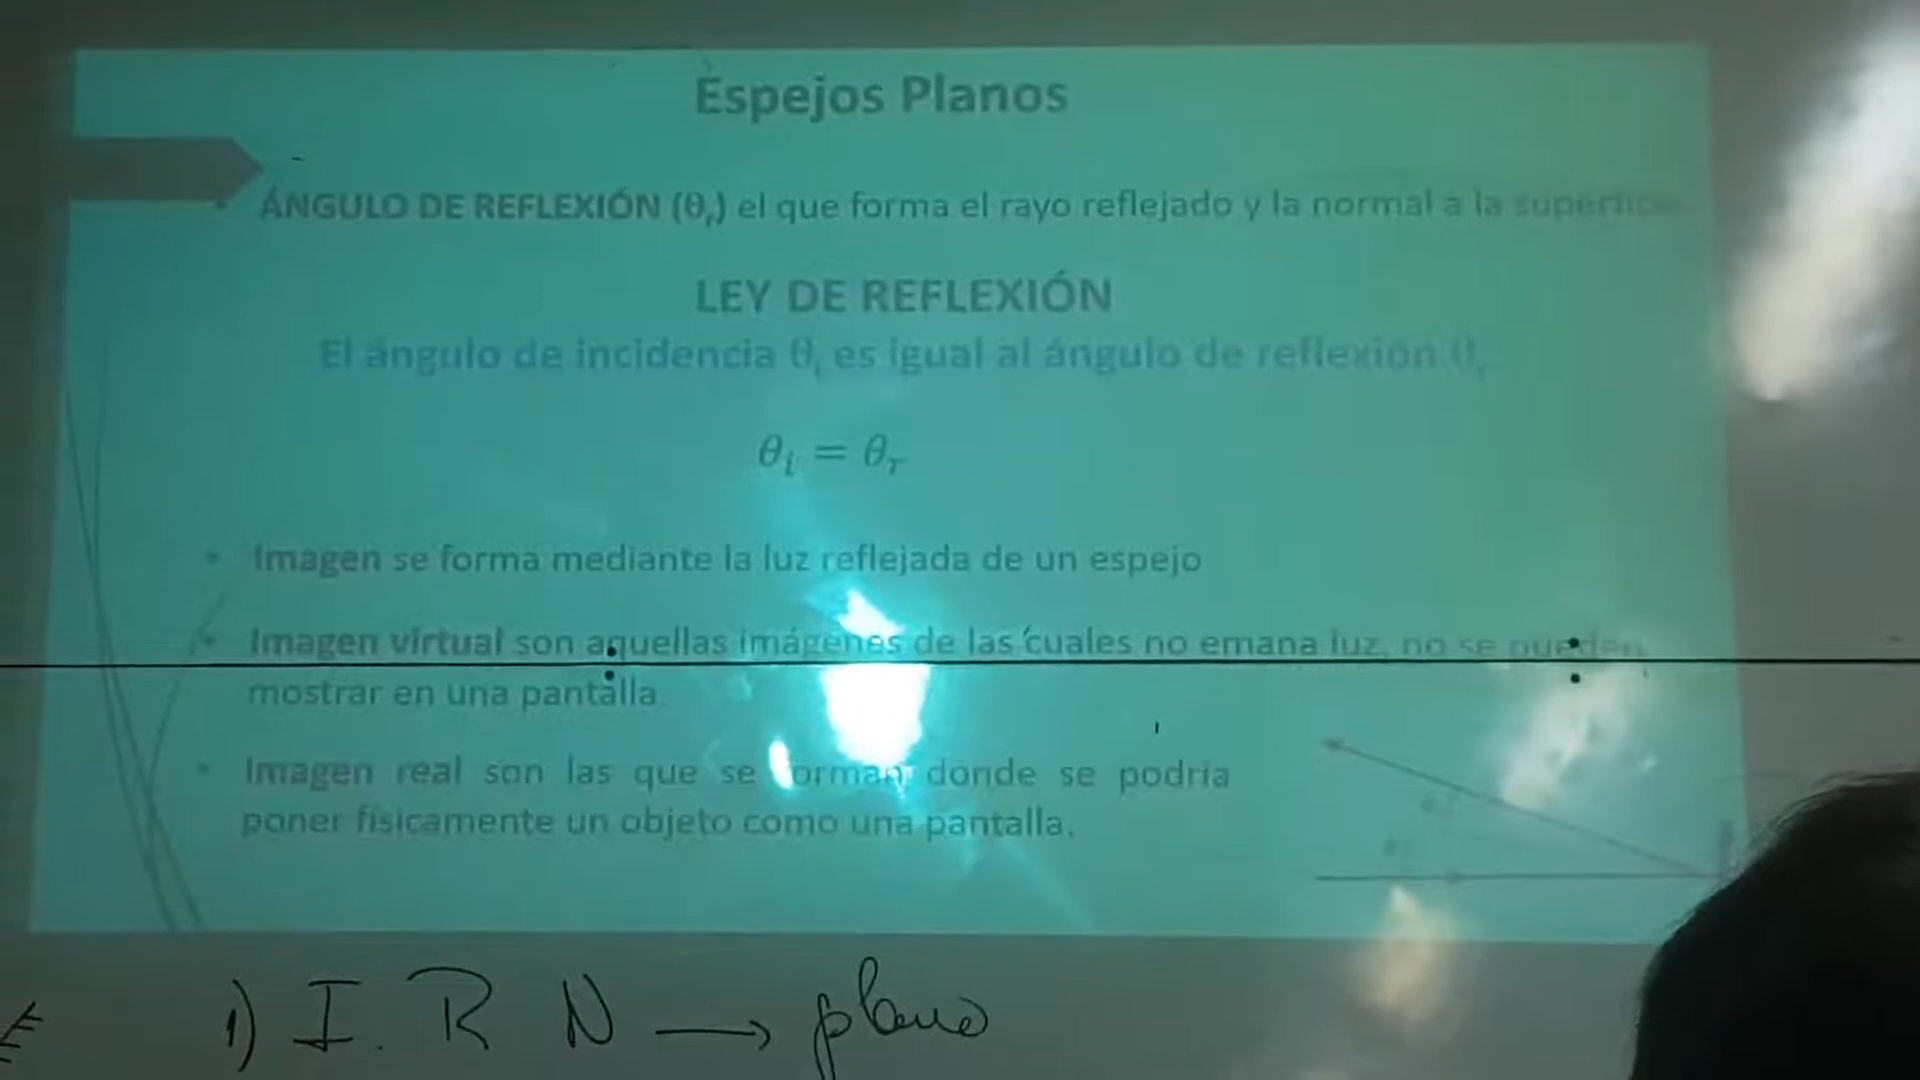 Espejos Planos
• ÁNGULO DE REFLEXIÓN (θr) el que forma el rayo reflejado y la normal a la superficie.
LEY DE REFLEXIÓN
El ángulo de incidencia θi es igual al ángulo de reflexión θr
θi = θr
• Imagen se forma mediante la luz reflejada de un espejo
• Imagen virtual son aquellas imágenes de las cuales no emana luz, no se pueden
mostrar en una pantalla.
• Imagen real son las que se forman donde se podría
poner físicamente un objeto como una pantalla.
1) I. R N → plano